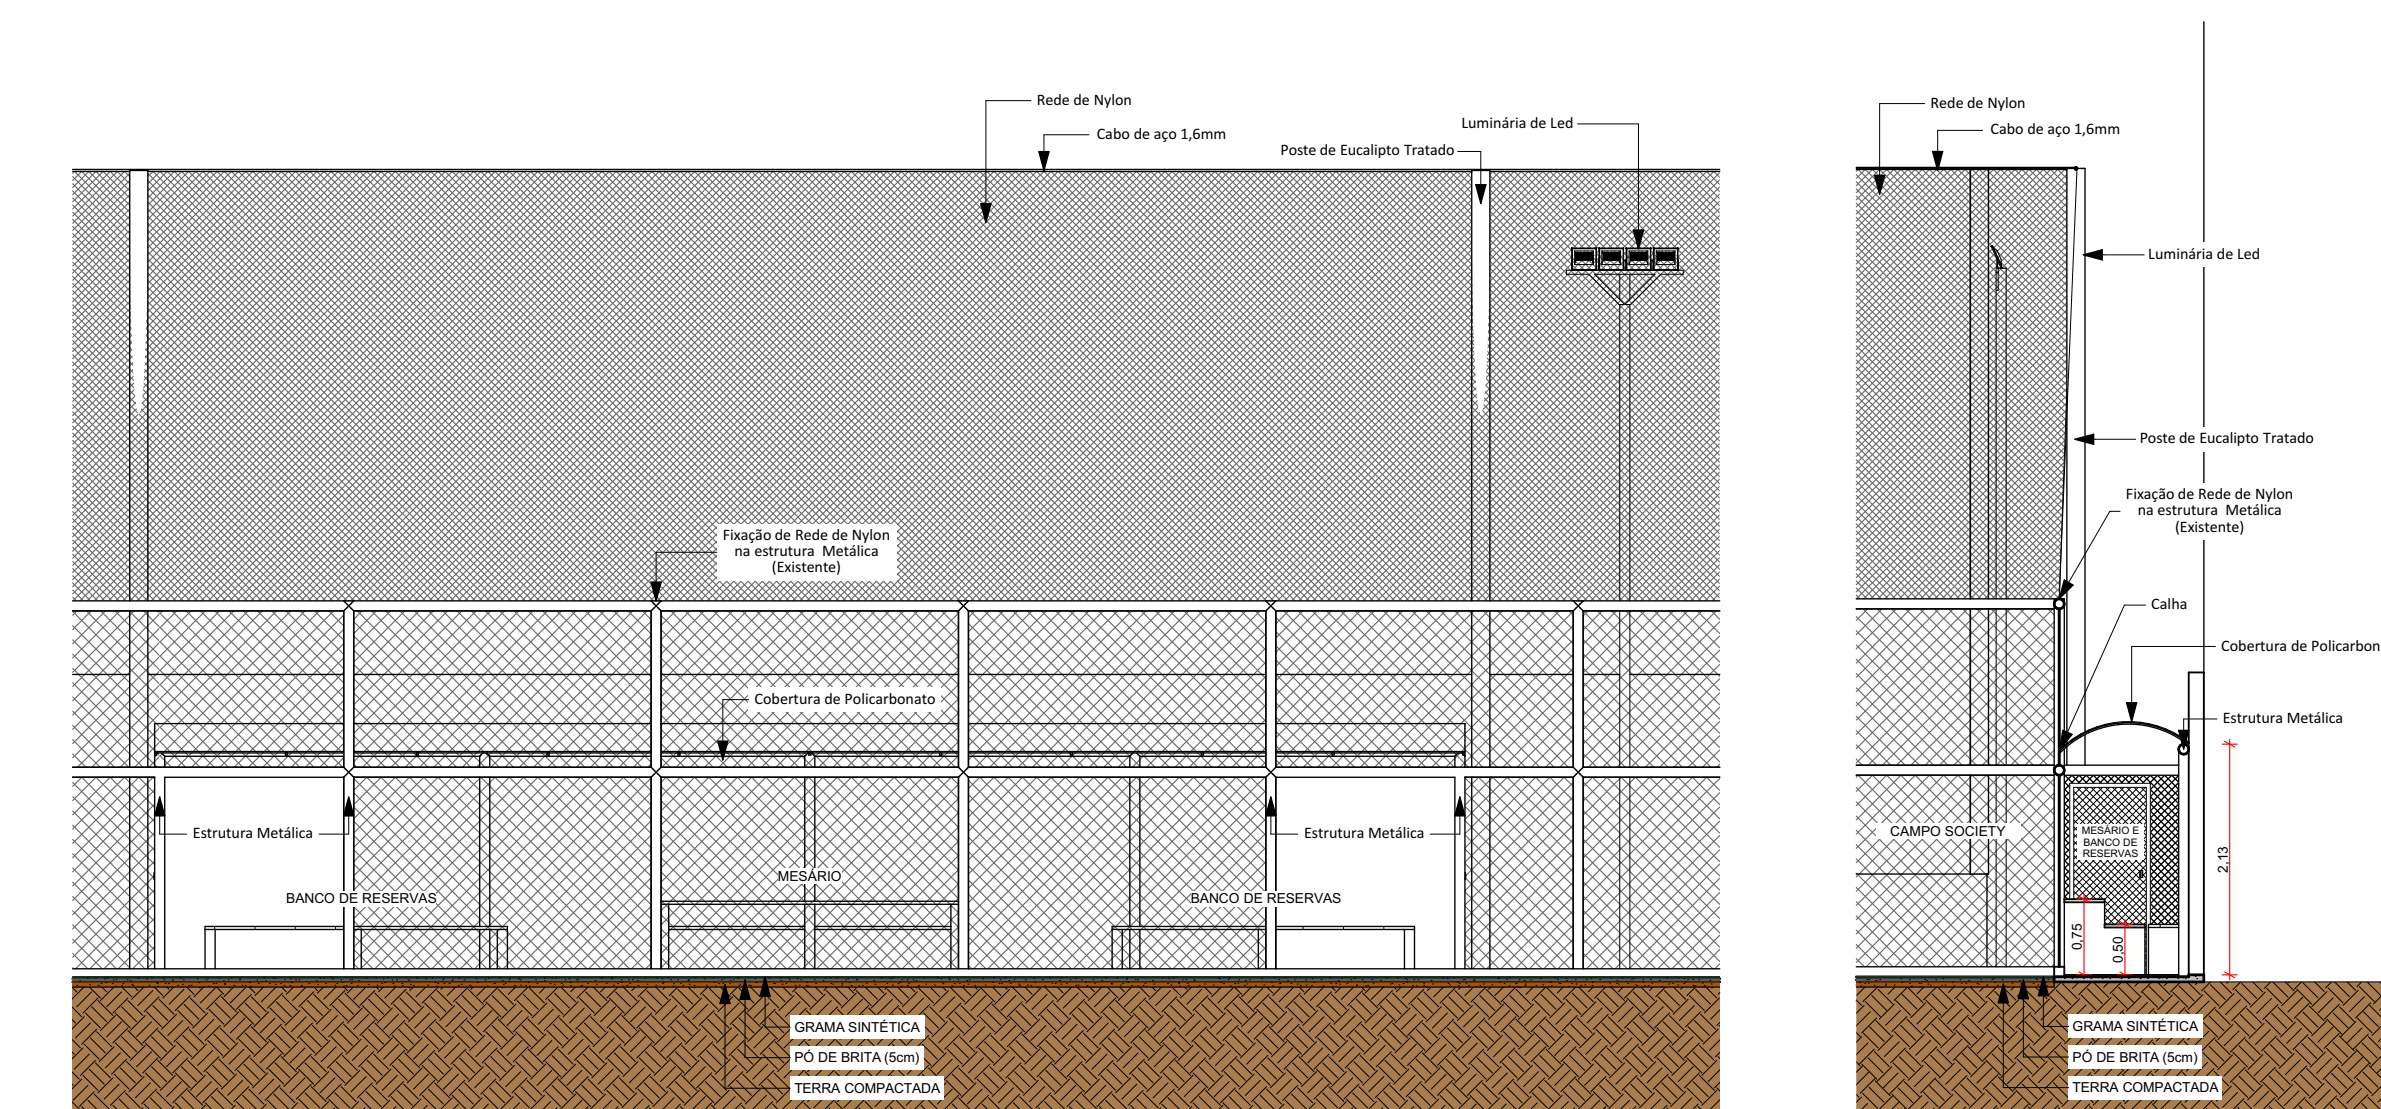 Rede de Nylon
Cabo de aço 1,6mm
Luminária de Led
Poste de Eucalipto Tratado
Fixação de Rede de Nylon
na estrutura Metálica
(Existente)
Cobertura de Policarbonato
Estrutura Metálica
Estrutura Metálica
MESÁRIO
BANCO DE RESERVAS
BANCO DE RESERVAS
GRAMA SINTÉTICA
PÓ DE BRITA (5cm)
TERRA COMPACTADA
Rede de Nylon
Cabo de aço 1,6mm
Luminária de Led
Poste de Eucalipto Tratado
Fixação de Rede de Nylon
na estrutura Metálica
(Existente)
Calha
Cobertura de Policarbon
Estrutura Metálica
CAMPO SOCIETY
MESÁRIO E
BANCO DE
RESERVAS
2,13
0,75
0.50
GRAMA SINTÉTICA
PÓ DE BRITA (5cm)
TERRA COMPACTADA